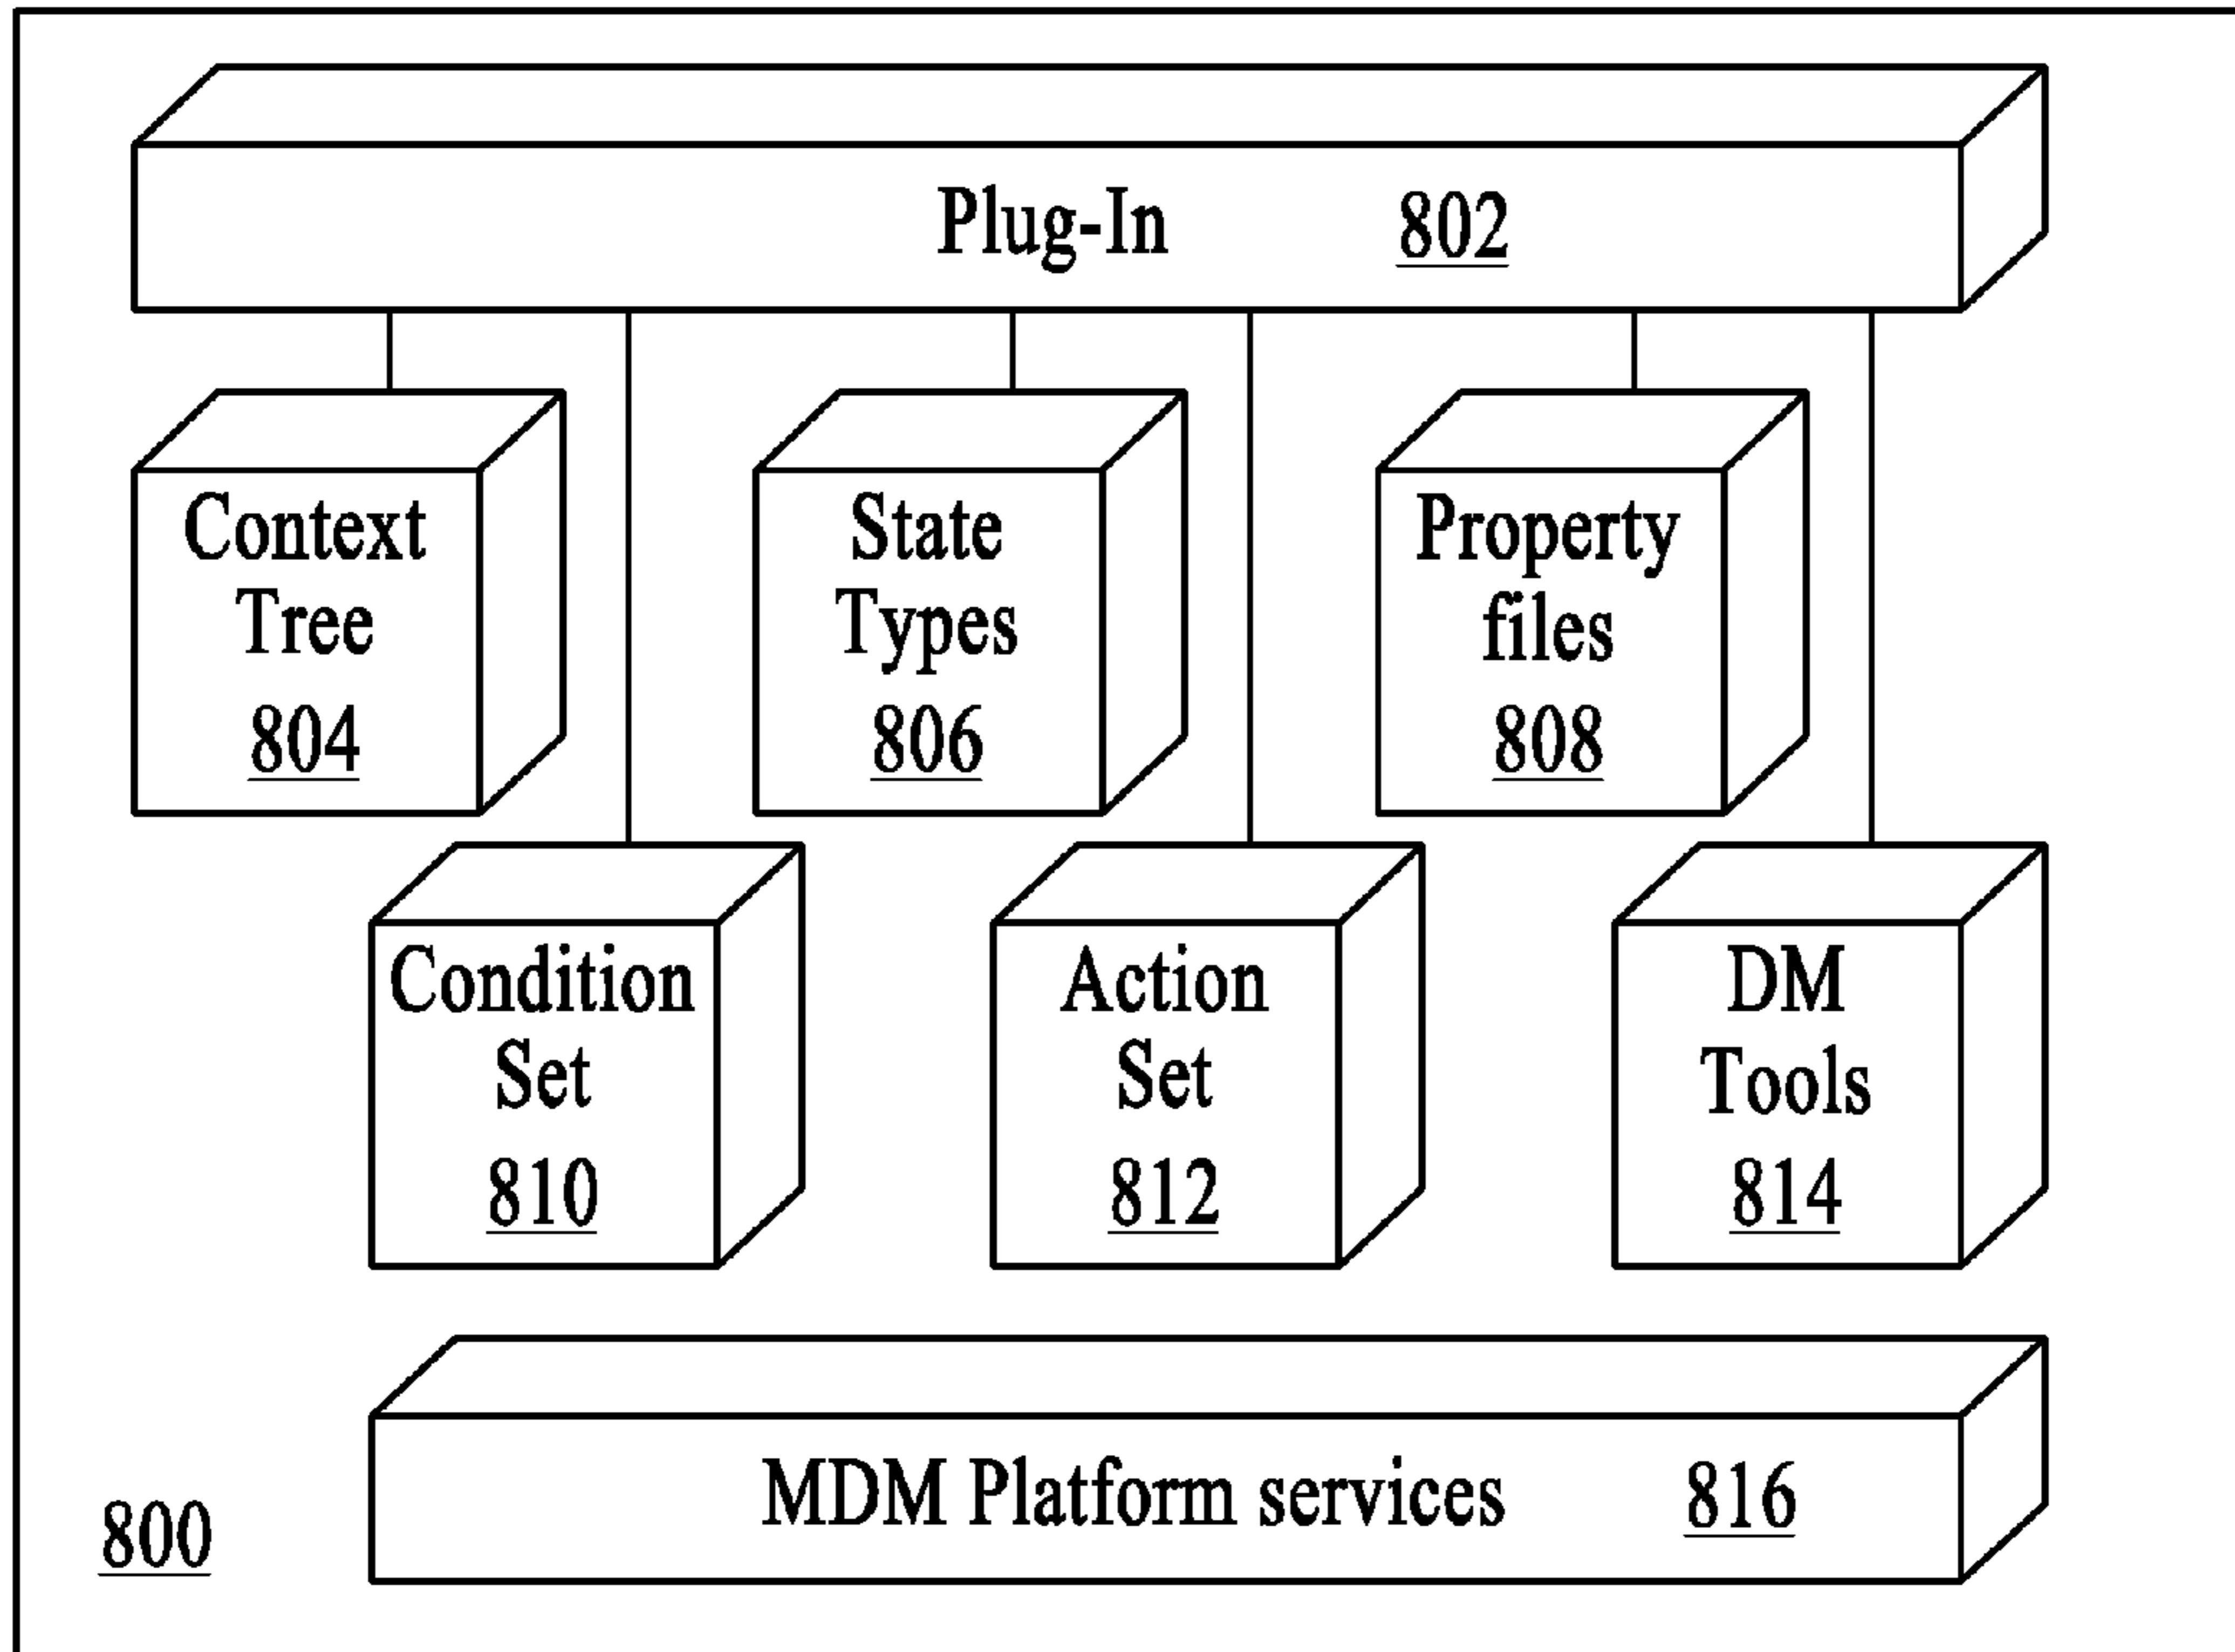 Plug-In 802
Context
Tree
804
State
Types
806
Property
files
808
Condition
Set
810
Action
Set
812
DM
Tools
814
MDM Platform services 816
800